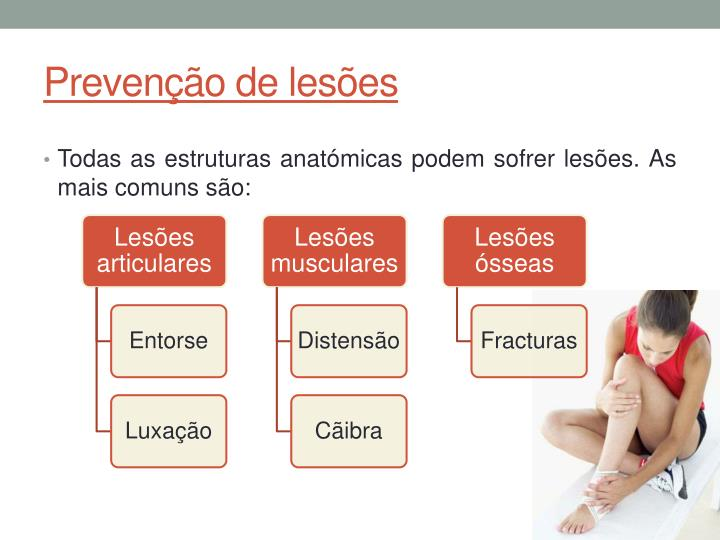 Prevenção de lesões
• Todas as estruturas anatómicas podem sofrer lesões. As
mais comuns são:
Lesões
articulares
Entorse
Luxação
Lesões
musculares
Distensão
Cãibra
Lesões
ósseas
Fracturas